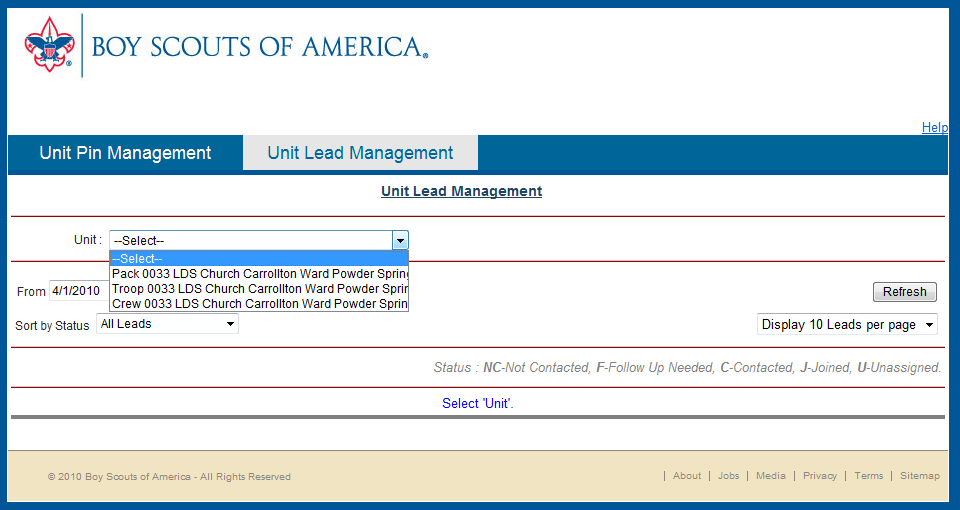 BOY SCOUTS OF AMERICA®
Help
Unit Pin Management Unit Lead Management
Unit Lead Management
Unit : --Select--
--Select--
Pack 0033 LDS Church Carrollton Ward Powder Spring
Troop 0033 LDS Church Carrollton Ward Powder Sprin
Crew 0033 LDS Church Carrollton Ward Powder Sprin
From 4/1/2010 Refresh
Sort by Status All Leads Display 10 Leads per page
Status : NC-Not Contacted, F-Follow Up Needed, C-Contacted, J-Joined, U-Unassigned.
Select 'Unit'.
© 2010 Boy Scouts of America - All Rights Reserved | About | Jobs | Media | Privacy | Terms | Sitemap